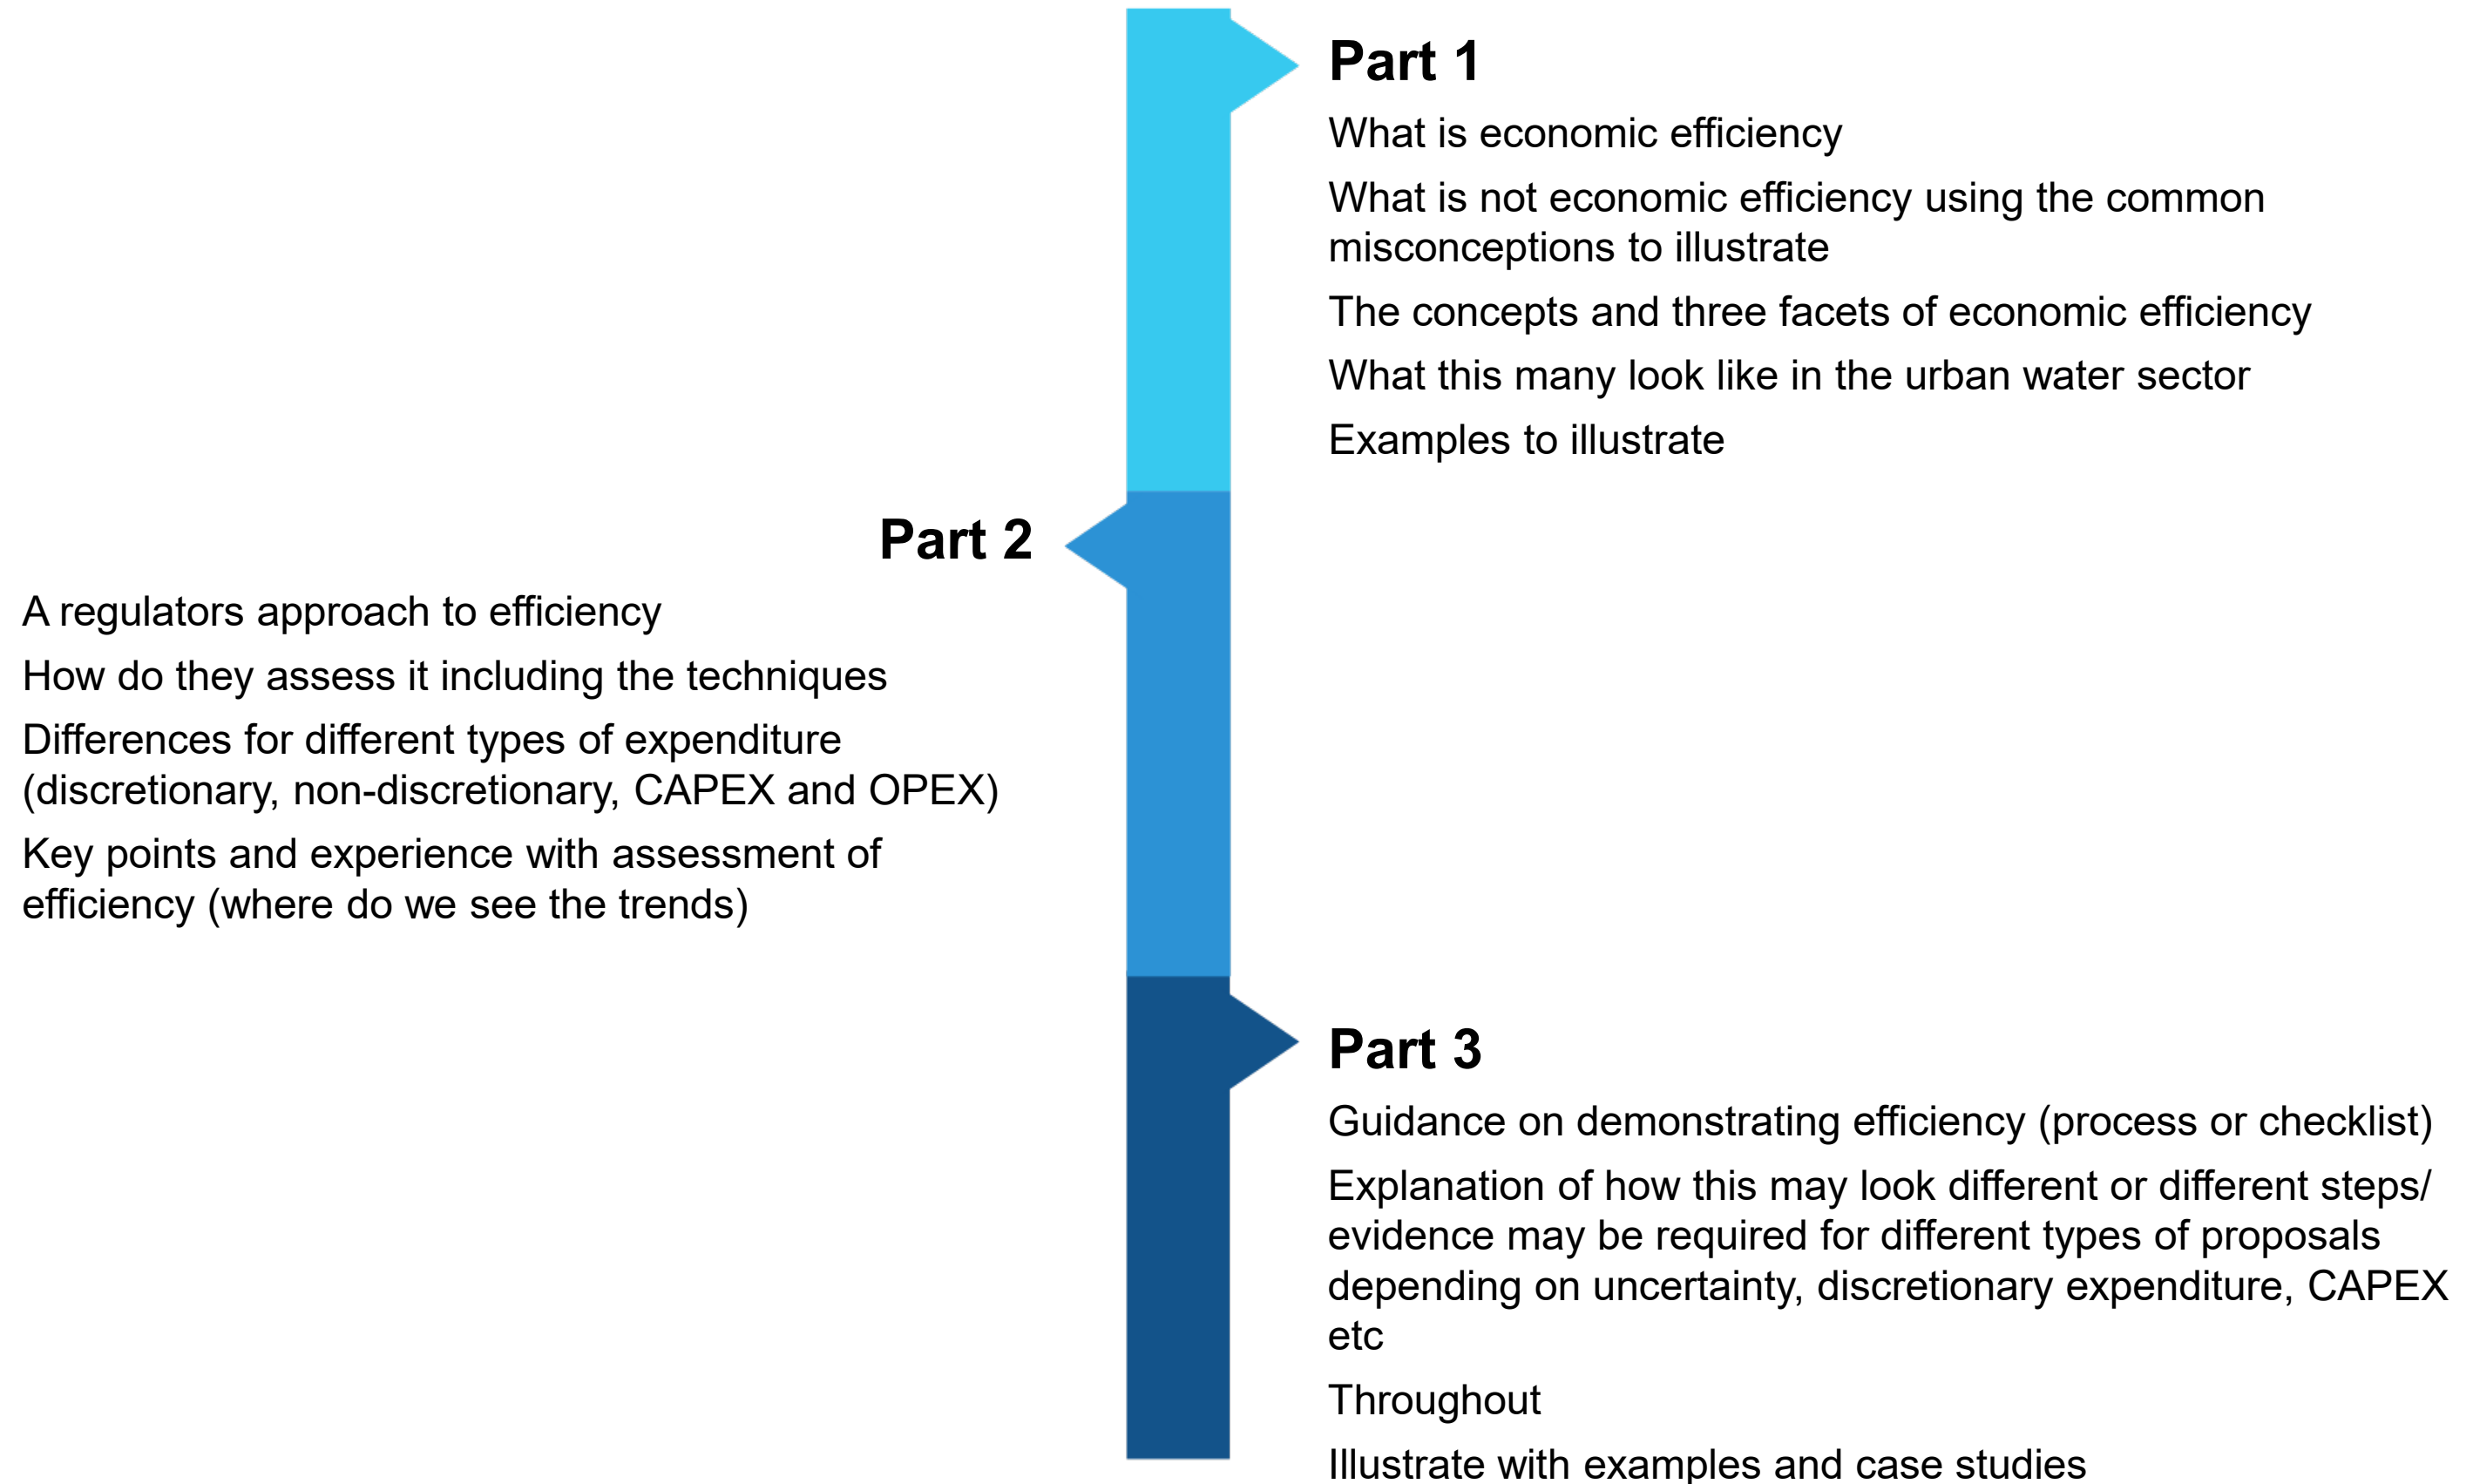 Part 1
What is economic efficiency
What is not economic efficiency using the common
misconceptions to illustrate
The concepts and three facets of economic efficiency
What this many look like in the urban water sector
Examples to illustrate
Part 2
A regulators approach to efficiency
How do they assess it including the techniques
Differences for different types of expenditure
(discretionary, non-discretionary, CAPEX and OPEX)
Key points and experience with assessment of
efficiency (where do we see the trends)
Part 3
Guidance on demonstrating efficiency (process or checklist)
Explanation of how this may look different or different steps/
evidence may be required for different types of proposals
depending on uncertainty, discretionary expenditure, CAPEX
etc
Throughout
Illustrate with examples and case studies